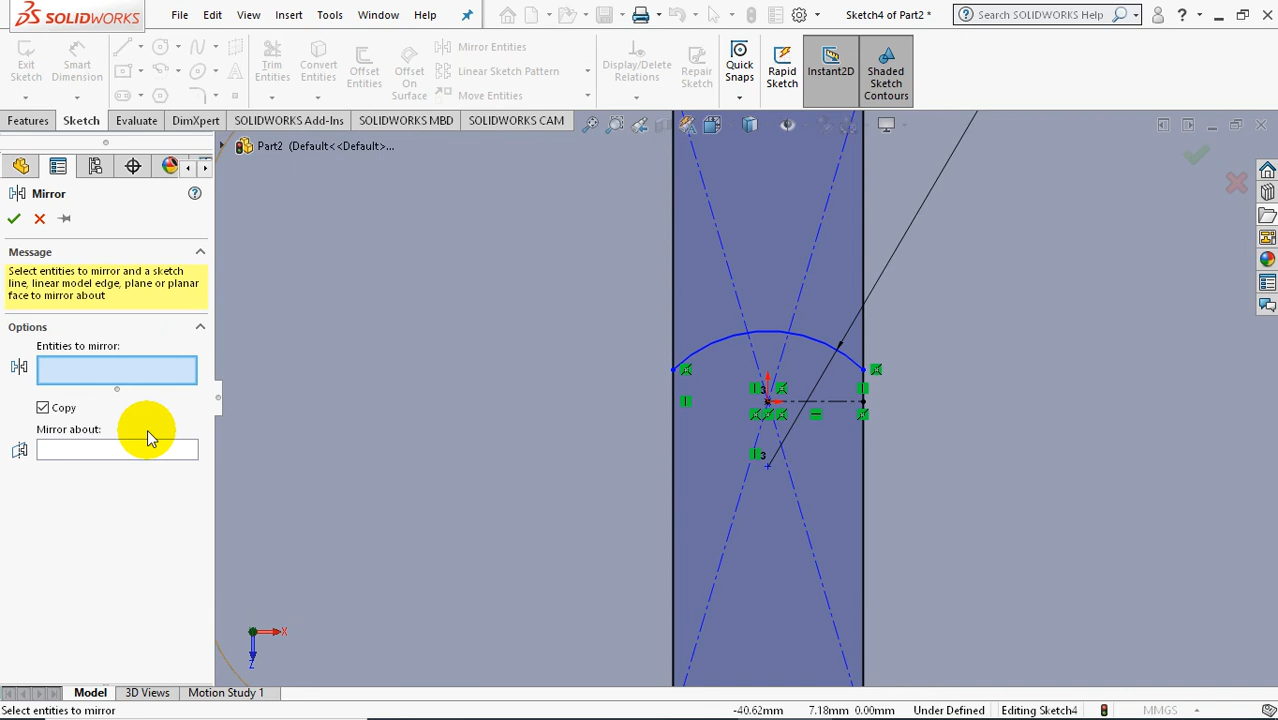 3S SOLIDWORKS
File Edit View Insert Tools Window Help
Sketch4 of Part2 *
Search SOLIDWORKS Help
?
Exit Sketch
Smart Dimension
Trim Entities
Convert Entities
Offset Entities
Offset On Surface
Mirror Entities
Linear Sketch Pattern
Move Entities
Display/Delete Relations
Repair Sketch
Quick Snaps
Rapid Sketch
Instant2D
Shaded Sketch Contours
Features Sketch Evaluate DimXpert SOLIDWORKS Add-Ins SOLIDWORKS MBD SOLIDWORKS CAM
Part2 (Default<<Default>...
Mirror
?
Message
Select entities to mirror and a sketch
line, linear model edge, plane or planar
face to mirror about
Options
Entities to mirror:
Copy
Mirror about:
3
3
X
Z
Model 3D Views Motion Study 1
Select entities to mirror
-40.62mm 7.18mm 0.00mm Under Defined Editing Sketch4 MMGS